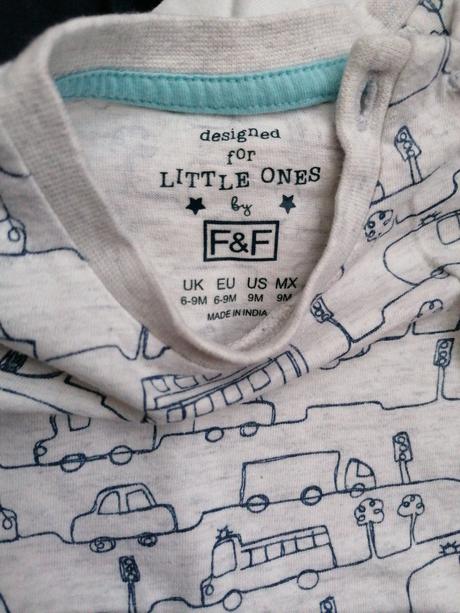 designed
for
LITTLE ONES
by
F&F
UK EU US MX
6-9M 6-9M 9M 9M
MADE IN INDIA